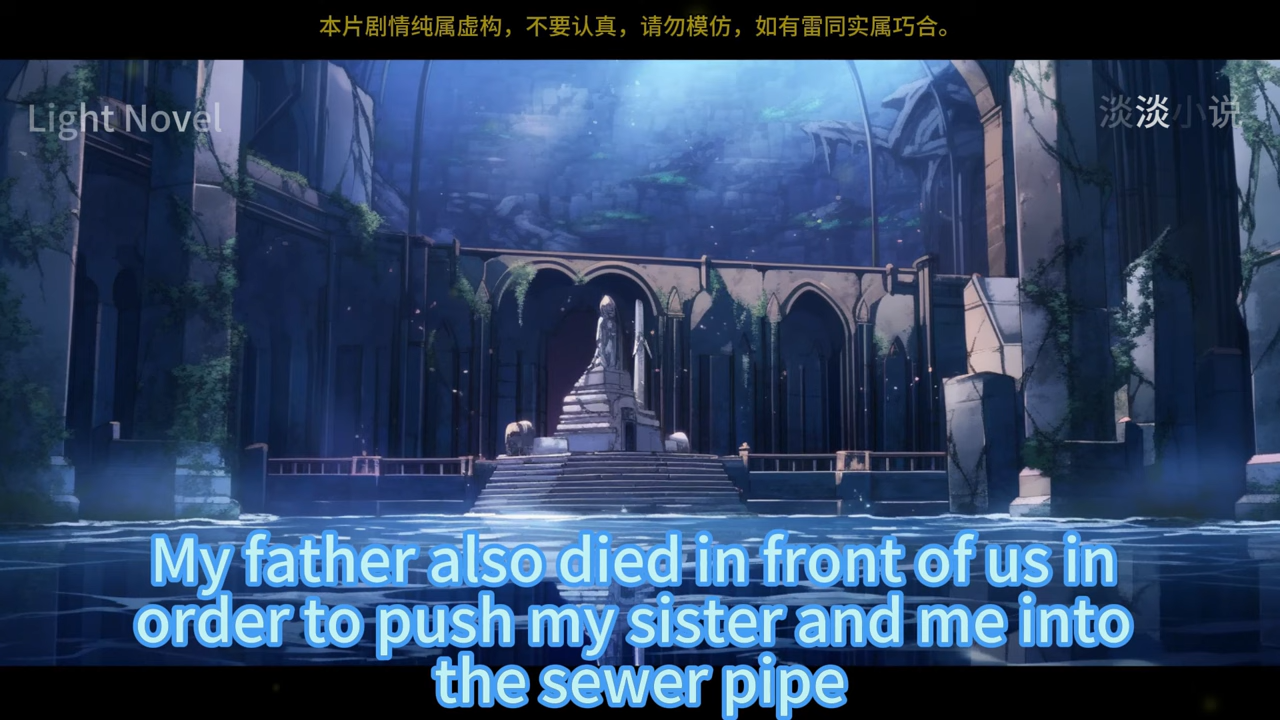 本片剧情纯属虚构，不要认真，请勿模仿，如有雷同实属巧合。
Light Novel
淡淡小说
My father also died in front of us in
order to push my sister and me into
the sewer pipe